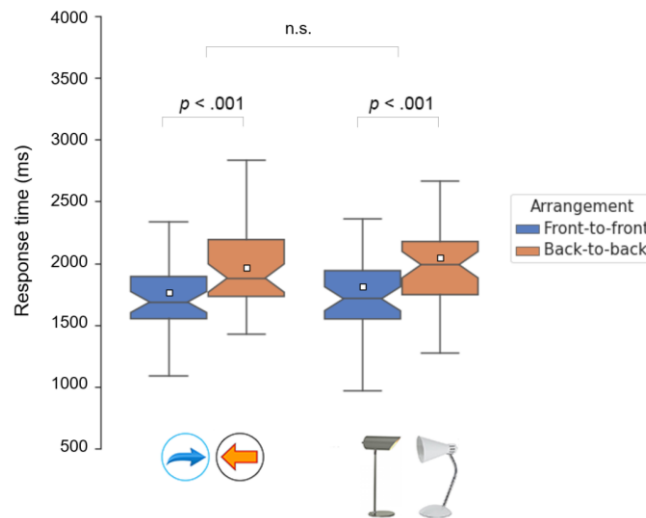 4000
n.s.
3500
p < .001
p < .001
3000
2500
2000
1500
1000
500
Response time (ms)
Arrangement
Front-to-front
Back-to-back